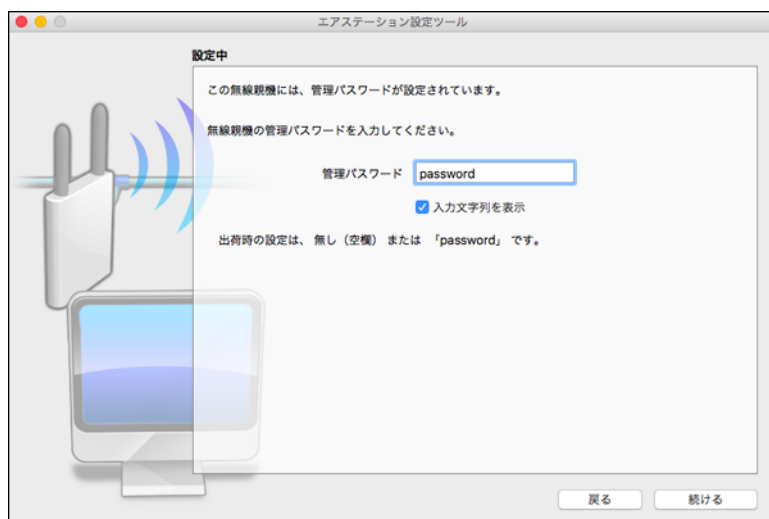 エアステーション設定ツール
設定中
この無線親機には、管理パスワードが設定されています。
無線親機の管理パスワードを入力してください。
管理パスワード password
入力文字列を表示
出荷時の設定は、 無し（空欄） または 「password」 です。
戻る 続ける